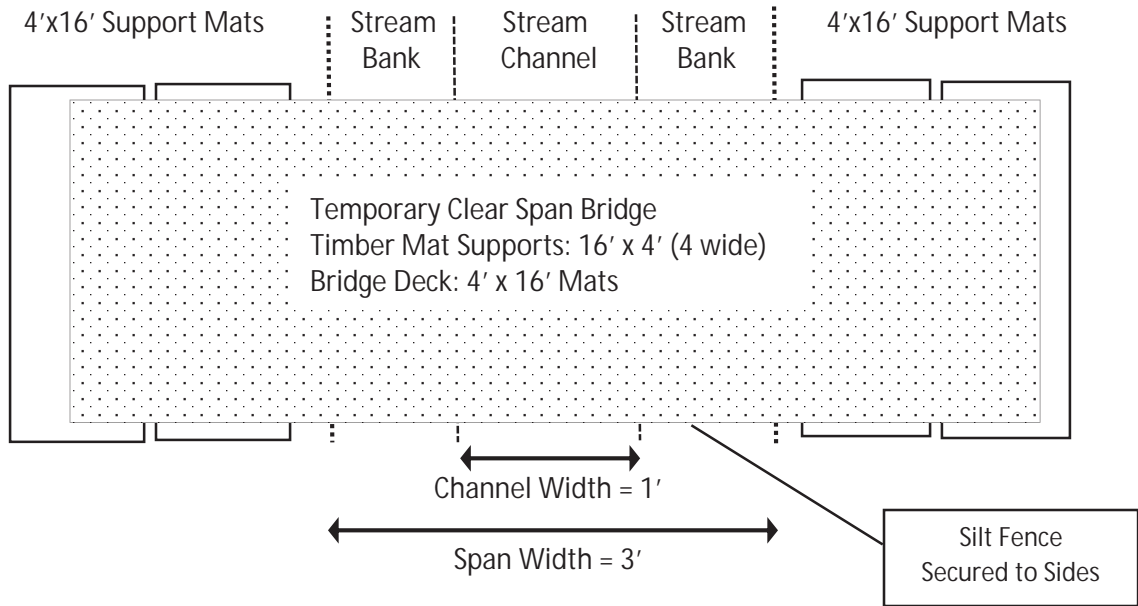 4'x16' Support Mats
Stream
Bank
Stream
Channel
Stream
Bank
4'x16' Support Mats
Temporary Clear Span Bridge
Timber Mat Supports: 16' x 4' (4 wide)
Bridge Deck: 4' x 16' Mats
Channel Width = 1'
Span Width = 3'
Silt Fence
Secured to Sides